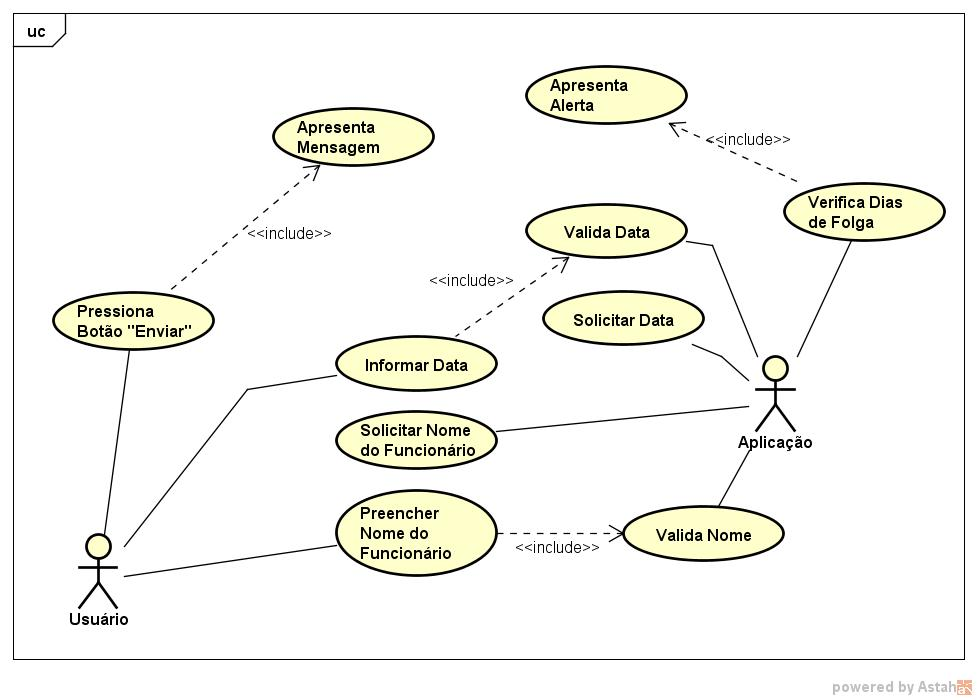 uc
Apresenta
Alerta
Apresenta
Mensagem
<<include>>
Verifica Dias
de Folga
<<include>>
Valida Data
<<include>>
Pressiona
Botão "Enviar"
Solicitar Data
Informar Data
Solicitar Nome
do Funcionário
Aplicação
Preencher
Nome do
Funcionário
<<include>>
Valida Nome
Usuário
powered by Astah